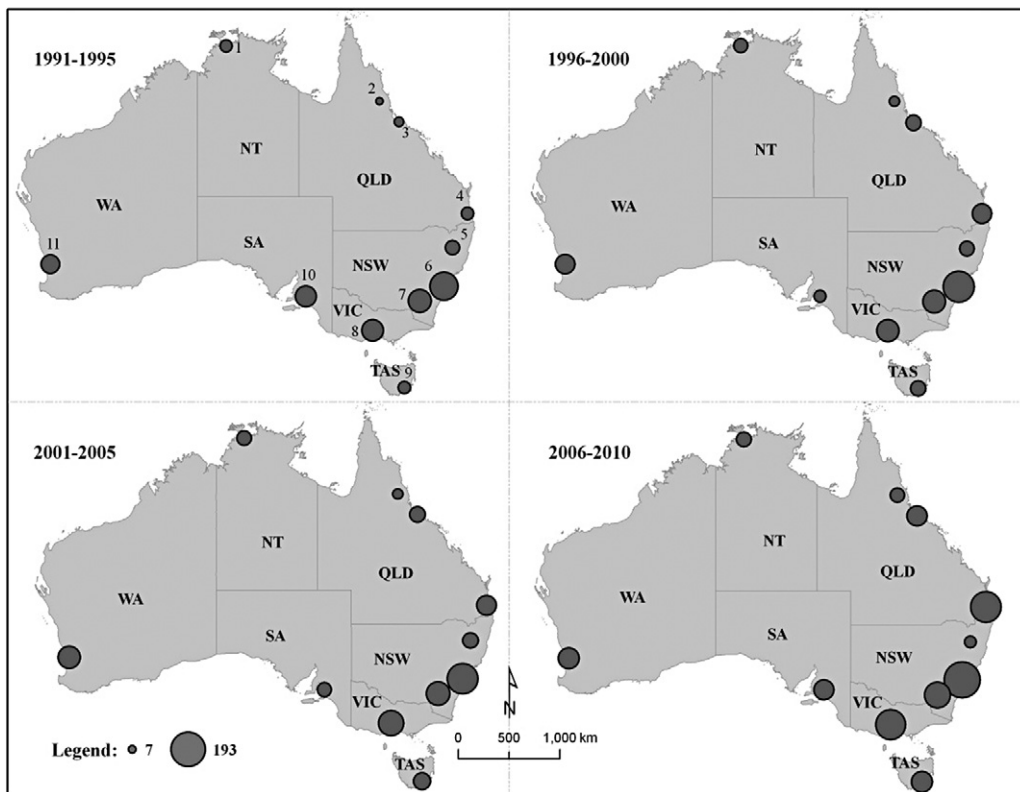 1991-1995
1
2
3
NT
QLD
WA
4
SA
5
11
NSW
6
10
7
VIC
8
TAS 9
1996-2000
NT
QLD
WA
SA
NSW
VIC
TAS
2001-2005
NT
QLD
WA
SA
NSW
VIC
TAS
Legend: 7 193
N
0 500 1,000 km
2006-2010
NT
QLD
WA
SA
NSW
VIC
TAS